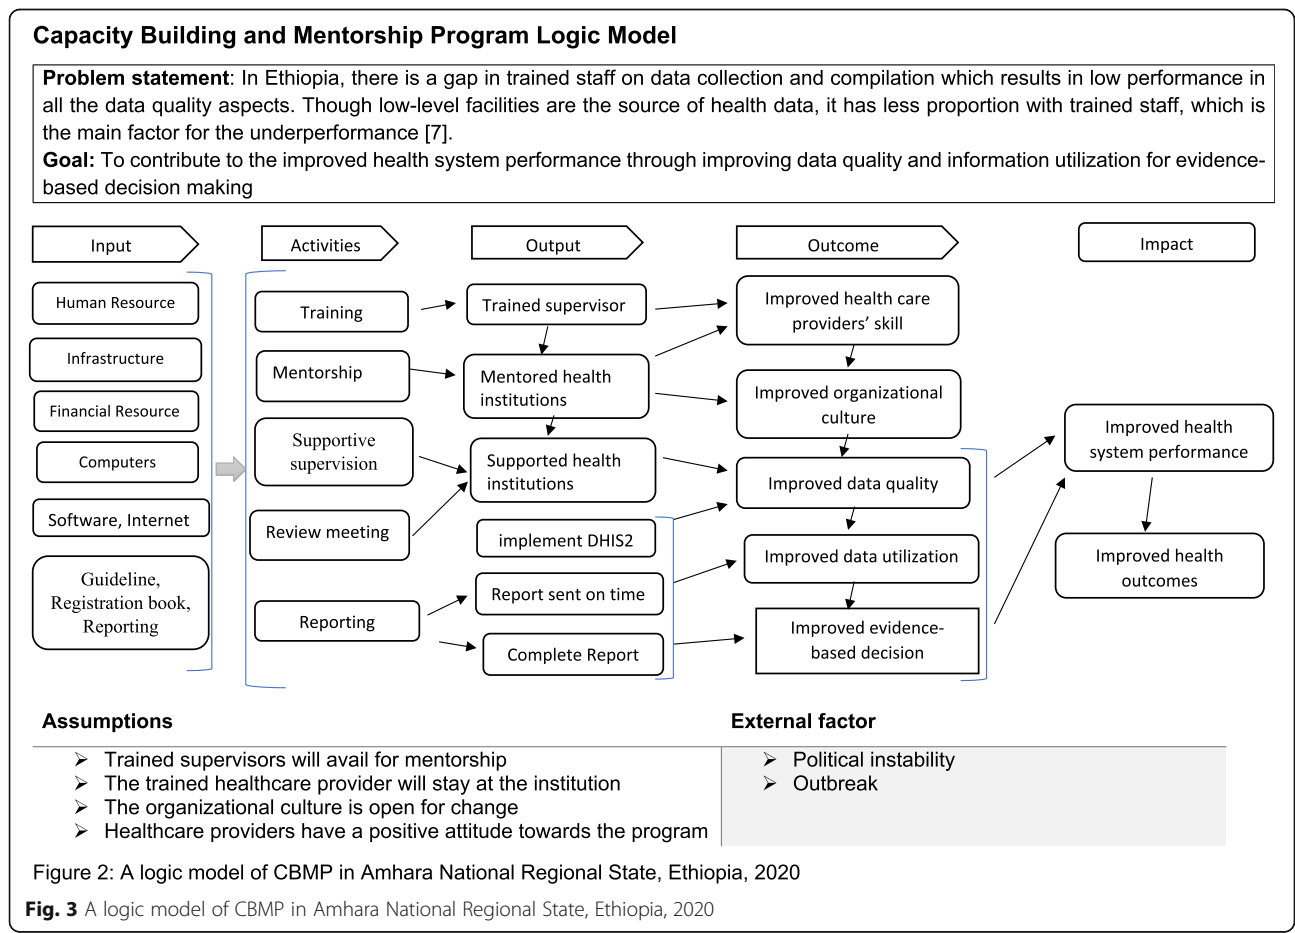 Capacity Building and Mentorship Program Logic Model
Problem statement: In Ethiopia, there is a gap in trained staff on data collection and compilation which results in low performance in
all the data quality aspects. Though low-level facilities are the source of health data, it has less proportion with trained staff, which is
the main factor for the underperformance [7].
Goal: To contribute to the improved health system performance through improving data quality and information utilization for evidence-
based decision making
Input
Human Resource
Infrastructure
Financial Resource
Computers
Software, Internet
Guideline,
Registration book,
Reporting
Activities
Training
Mentorship
Supportive
supervision
Review meeting
Reporting
Output
Trained supervisor
Mentored health
institutions
Supported health
institutions
implement DHIS2
Report sent on time
Complete Report
Outcome
Improved health care
providers’ skill
Improved organizational
culture
Improved data quality
Improved data utilization
Improved evidence-
based decision
Impact
Improved health
system performance
Improved health
outcomes
Assumptions
➢ Trained supervisors will avail for mentorship
➢ The trained healthcare provider will stay at the institution
➢ The organizational culture is open for change
➢ Healthcare providers have a positive attitude towards the program
External factor
➢ Political instability
➢ Outbreak
Figure 2: A logic model of CBMP in Amhara National Regional State, Ethiopia, 2020
Fig. 3 A logic model of CBMP in Amhara National Regional State, Ethiopia, 2020